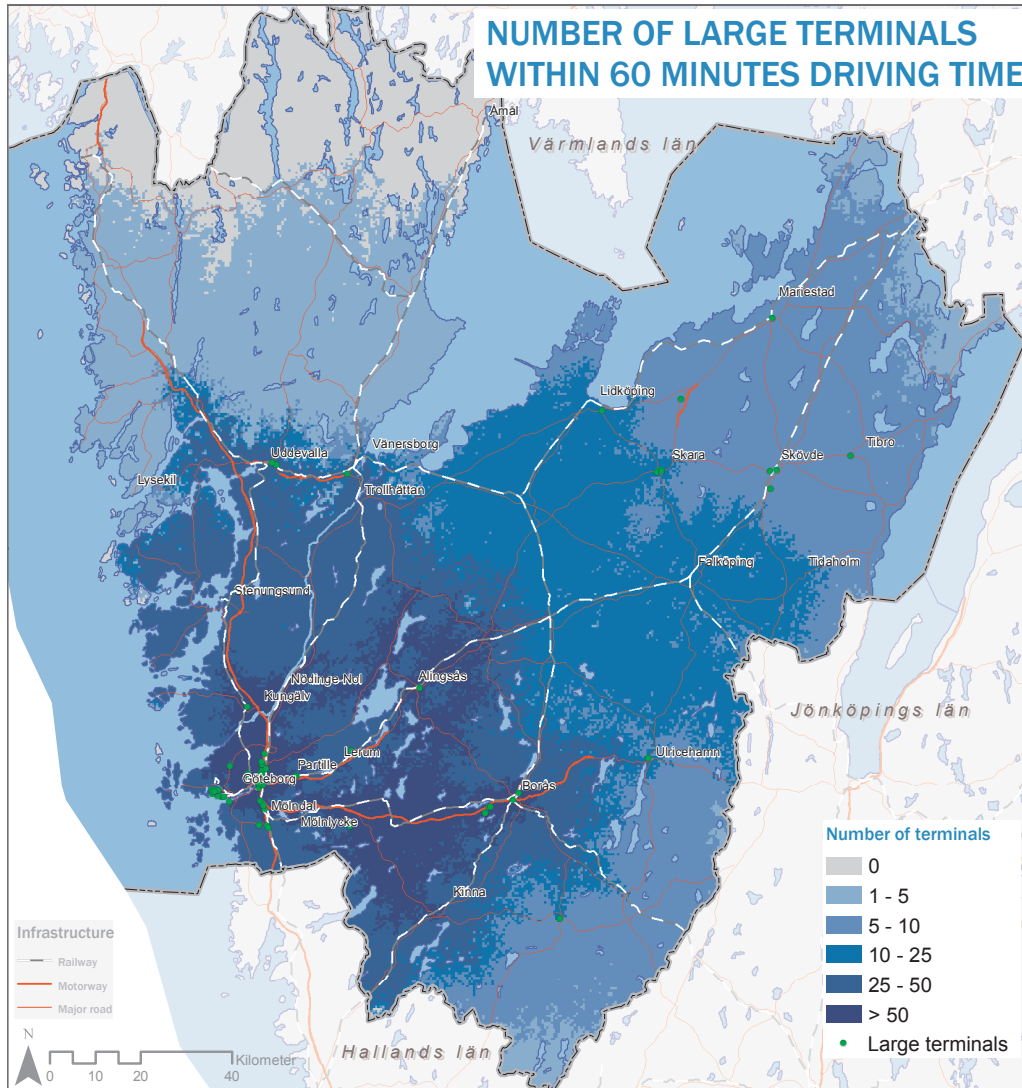 NUMBER OF LARGE TERMINALS
WITHIN 60 MINUTES DRIVING TIME
Åmål
Värmlands län
Mariestad
Lidköping
Tibro
Vänersborg
Uddevalla
Skara
Skövde
Lysekil
Trollhättan
Falköping
Tidaholm
Stenungsund
Nödinge-Nol
Alingsås
Kungälv
Jönköpings län
Lerum
Ulricehamn
Partille
Göteborg
Borås
Mölndal
Mölnlycke
Kinna
Hallands län
Number of terminals
0
1 - 5
5 - 10
10 - 25
25 - 50
> 50
Large terminals
Infrastructure
Railway
Motorway
Major road
N
Kilometer
0 10 20 40